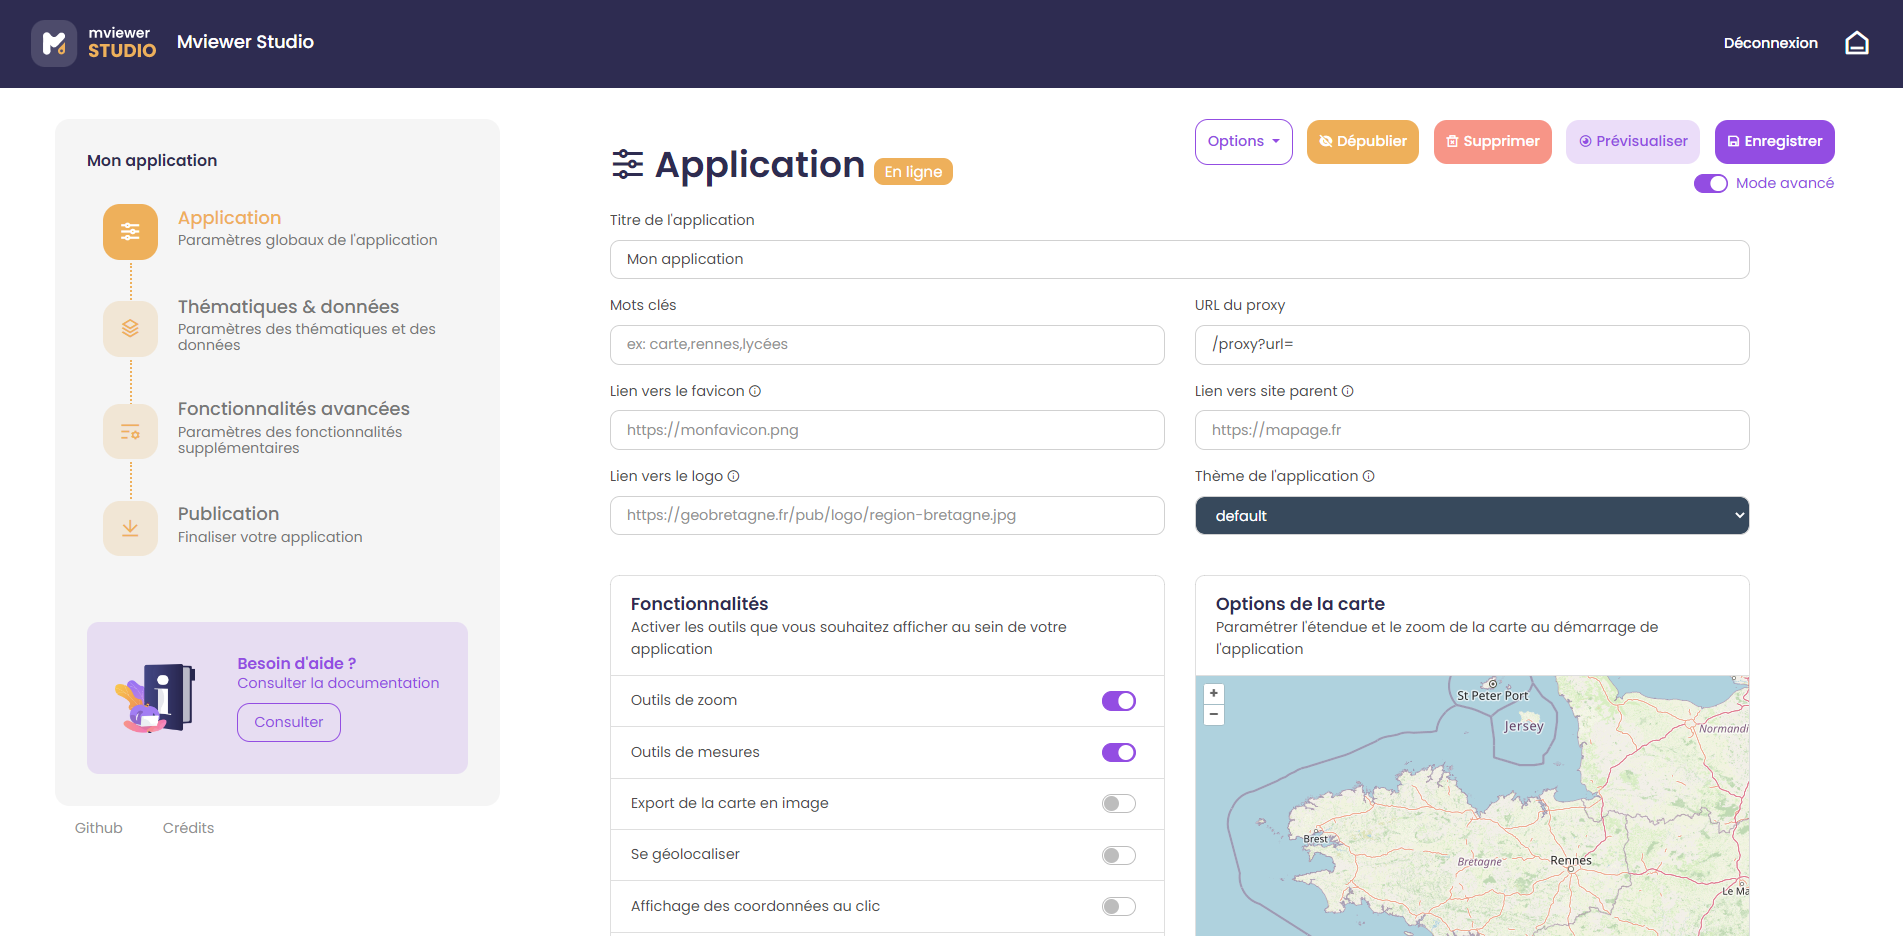 mviewer
STUDIO
Mviewer Studio
Déconnexion
Mon application
Application
Paramètres globaux de l'application
Thématiques & données
Paramètres des thématiques et des
données
Fonctionnalités avancées
Paramètres des fonctionnalités
supplémentaires
Publication
Finaliser votre application
Besoin d'aide ?
Consulter la documentation
Consulter
Github
Crédits
Options
Dépublier
Supprimer
Prévisualiser
Enregistrer
Mode avancé
Application
En ligne
Titre de l'application
Mon application
Mots clés
ex: carte,rennes,lycées
URL du proxy
/proxy?url=
Lien vers le favicon
https://monfavicon.png
Lien vers site parent
https://mapage.fr
Lien vers le logo
https://geobretagne.fr/pub/logo/region-bretagne.jpg
Thème de l'application
default
Fonctionnalités
Activer les outils que vous souhaitez afficher au sein de votre
application
Outils de zoom
Outils de mesures
Export de la carte en image
Se géolocaliser
Affichage des coordonnées au clic
Options de la carte
Paramétrer l'étendue et le zoom de la carte au démarrage de
l'application
+
−
St Peter Port
Jersey
Normandi
Brest
Bretagne
Rennes
Le Ma